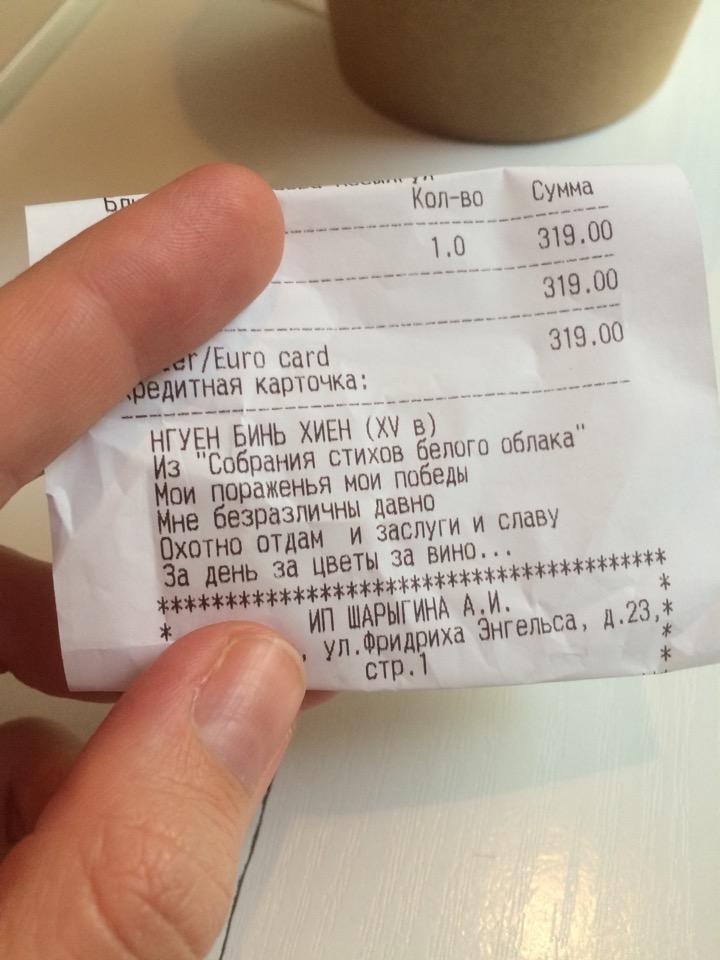 Кол-во Сумма
1.0 319.00
319.00
/Euro card 319.00
кредитная карточка:
НГУЕН БИНЬ ХИЕН (XV в)
Из "Собрания стихов белого облака"
Мои пораженья мои победы
Мне безразличны давно
Охотно отдам и заслуги и славу
За день за цветы за вино...
****************************************
* ИП ШАРЫГИНА А.И. *
, ул.Фридриха Энгельса, д.23,*
стр.1 *